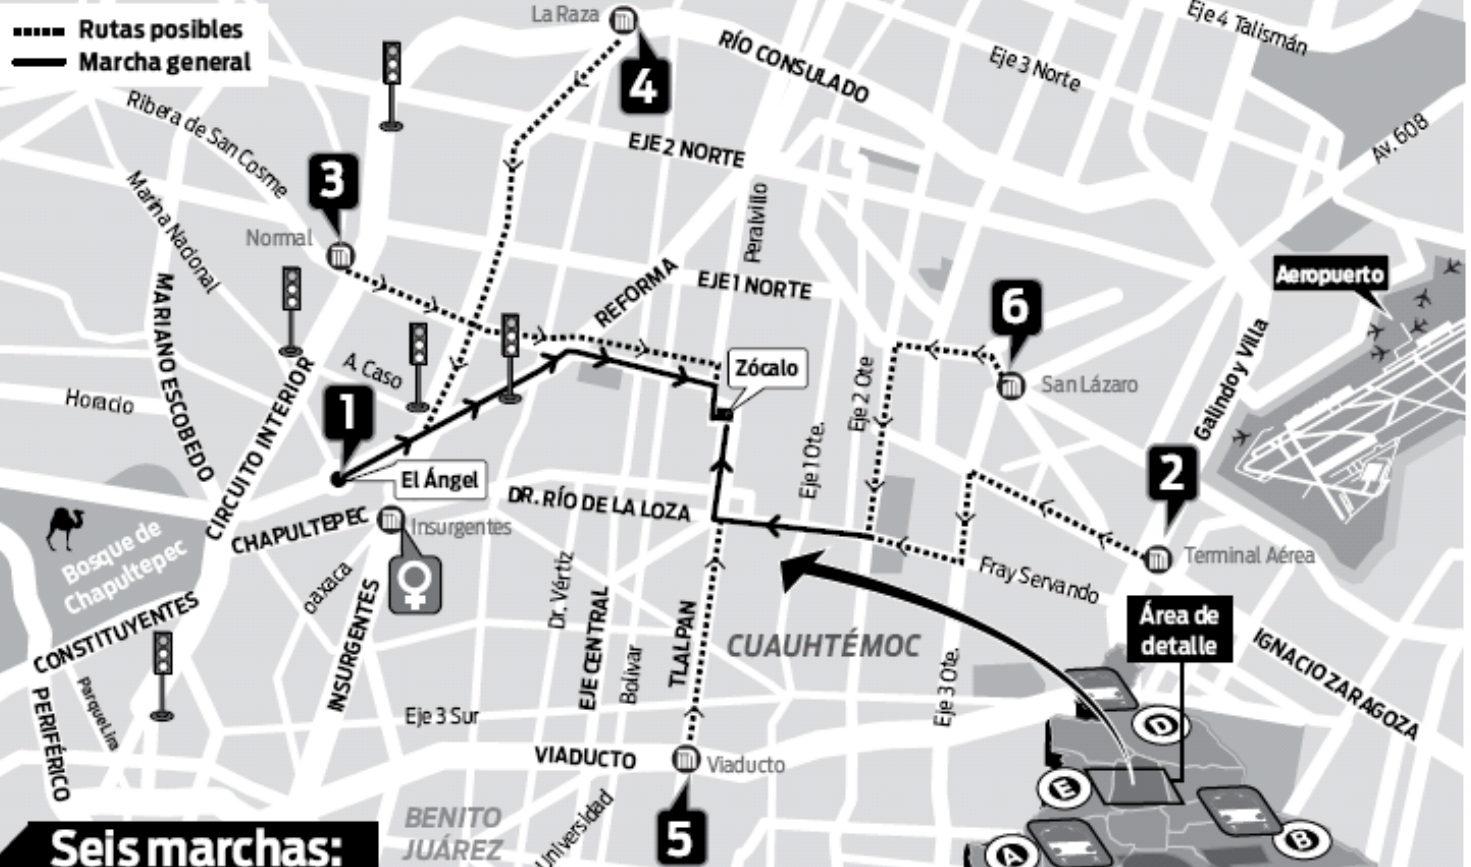 Rutas posibles
Marcha general
La Raza
4
RÍO CONSULADO
Eje 3 Norte
Eje 4 Talismán
Av. 608
Ribera de San Cosme
EJE 2 NORTE
3
Marina Nacional
Normal
Peralvillo
REFORMA
EJE 1 NORTE
Aeropuerto
6
MARIANO ESCOBEDO
A. Caso
Zócalo
Eje 2 Ote
San Lázaro
Galindo y Villa
Horacio
1
CIRCUITO INTERIOR
El Ángel
Eje 1 Ote.
2
DR. RÍO DE LA LOZA
CHAPULTEPEC
Insurgentes
Bosque de
Chapultepec
Terminal Aérea
Fray Servando
oaxaca
Dr. Vértiz
INSURGENTES
EJE CENTRAL
Bolivar
TLALPAN
CUAUHTÉMOC
Área de
detalle
CONSTITUYENTES
IGNACIO ZARAGOZA
Parque Lira
PERIFÉRICO
Eje 3 Sur
Eje 3 Ote.
D
VIADUCTO
Viaducto
E
BENITO
JUÁREZ
Universidad
5
A
B
Seis marchas: